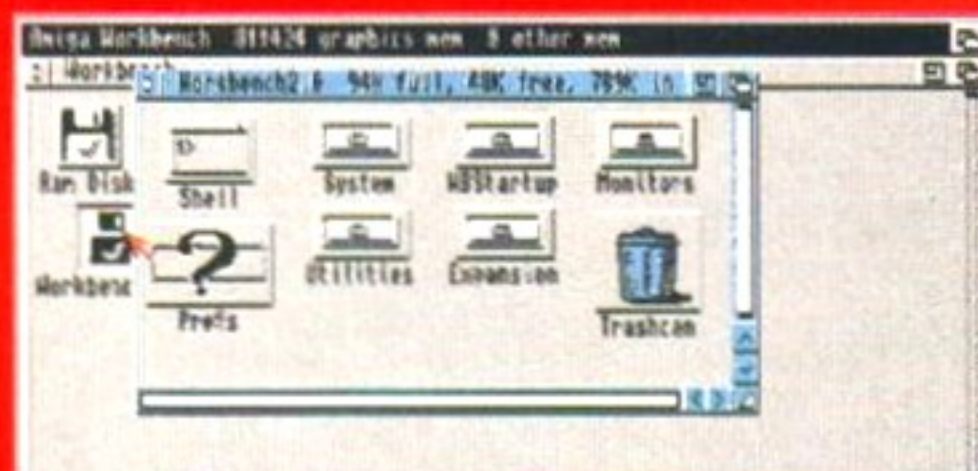 Amiga Workbench 811424 graphics mem 0 other mem
Workbench
Workbench2.0 94% full, 48K free, 789K in
Ram Disk
Shell
System
WBStartup
Monitors
Workbenc
Prefs
Utilities
Expansion
Trashcan